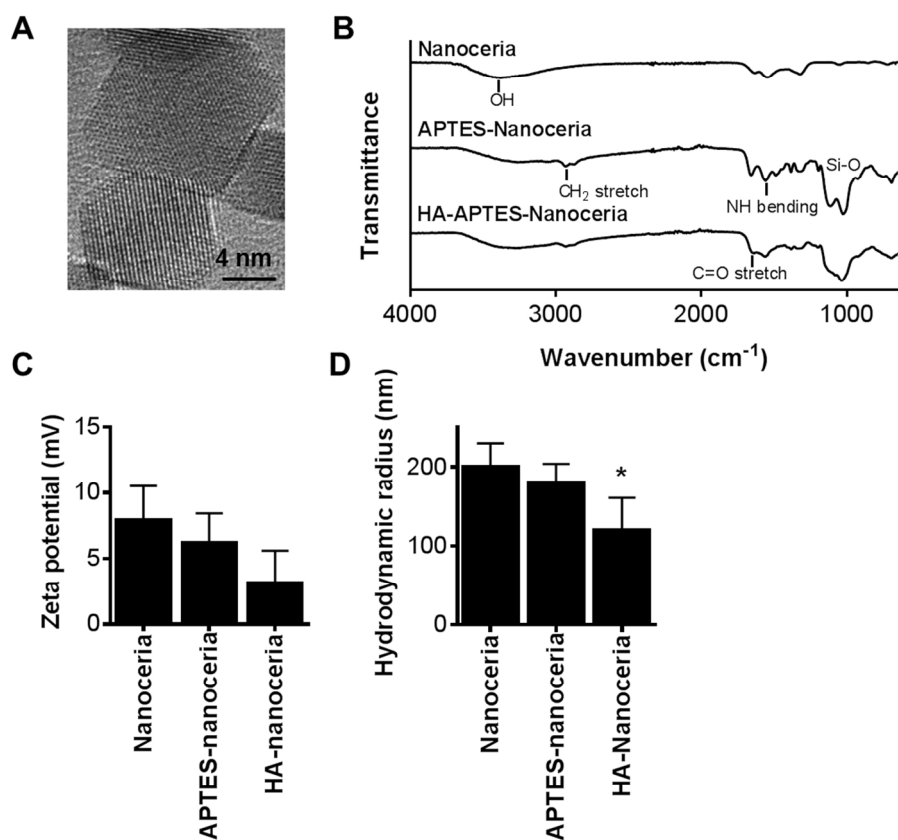 A
4 nm
B
Nanoceria
OH
APTES-Nanoceria
CH₂ stretch
NH bending
Si-O
HA-APTES-Nanoceria
C=O stretch
Transmittance
4000 3000 2000 1000
Wavenumber (cm⁻¹)
C
Zeta potential (mV)
15
10
5
0
Nanoceria
APTES-nanoceria
HA-nanoceria
D
Hydrodynamic radius (nm)
200
100
0
*
Nanoceria
APTES-nanoceria
HA-Nanoceria